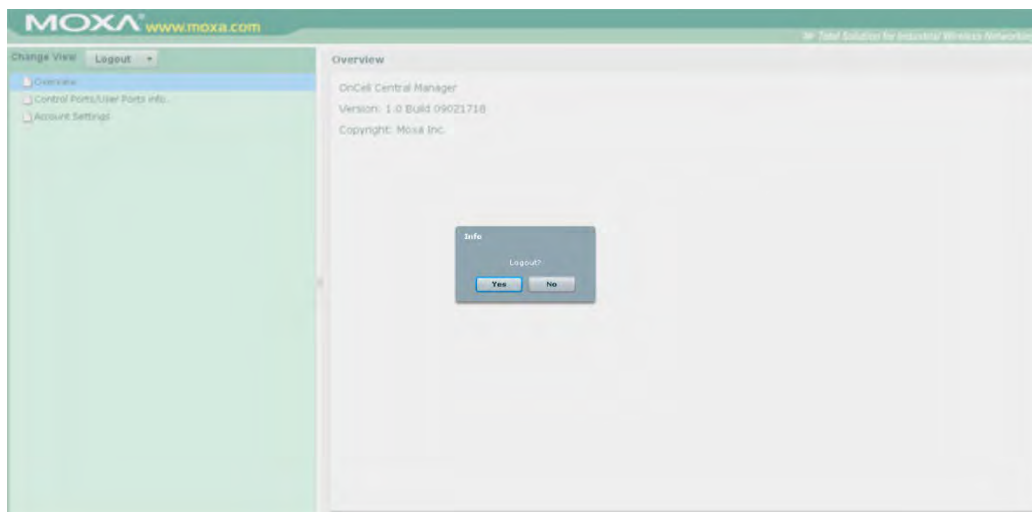 MOXA® www.moxa.com
Total Solution for Industrial Wireless Networking
Change View Logout
Overview
Control Ports/User Ports info.
Account Settings
Overview
OnCell Central Manager
Version: 1.0 Build 09021718
Copyright: Moxa Inc.
Info
Logout?
Yes No